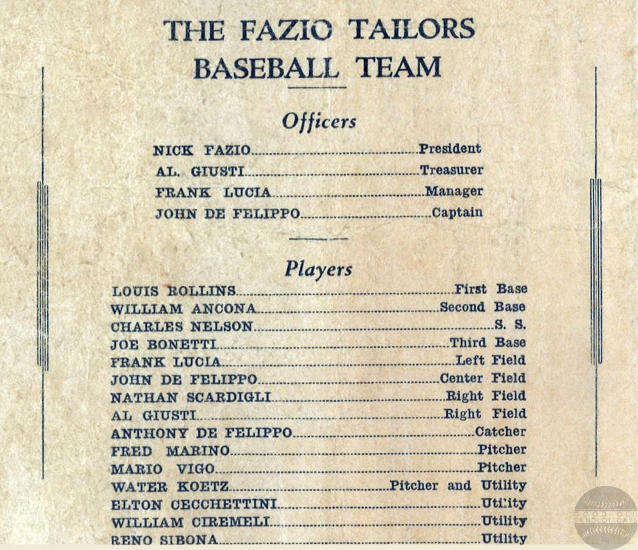 THE FAZIO TAILORS
BASEBALL TEAM
Officers
NICK FAZIO President
AL. GIUSTI Treasurer
FRANK LUCIA Manager
JOHN DE FELIPPO Captain
Players
LOUIS ROLLINS First Base
WILLIAM ANCONA Second Base
CHARLES NELSON S. S.
JOE BONETTI Third Base
FRANK LUCIA Left Field
JOHN DE FELIPPO Center Field
NATHAN SCARDIGLI Right Field
AL GIUSTI Right Field
ANTHONY DE FELIPPO Catcher
FRED MARINO Pitcher
MARIO VIGO Pitcher
WATER KOETZ Pitcher and Utility
ELTON CECCHETTINI Utility
WILLIAM CIREMELI Utility
RENO SIBONA Utility